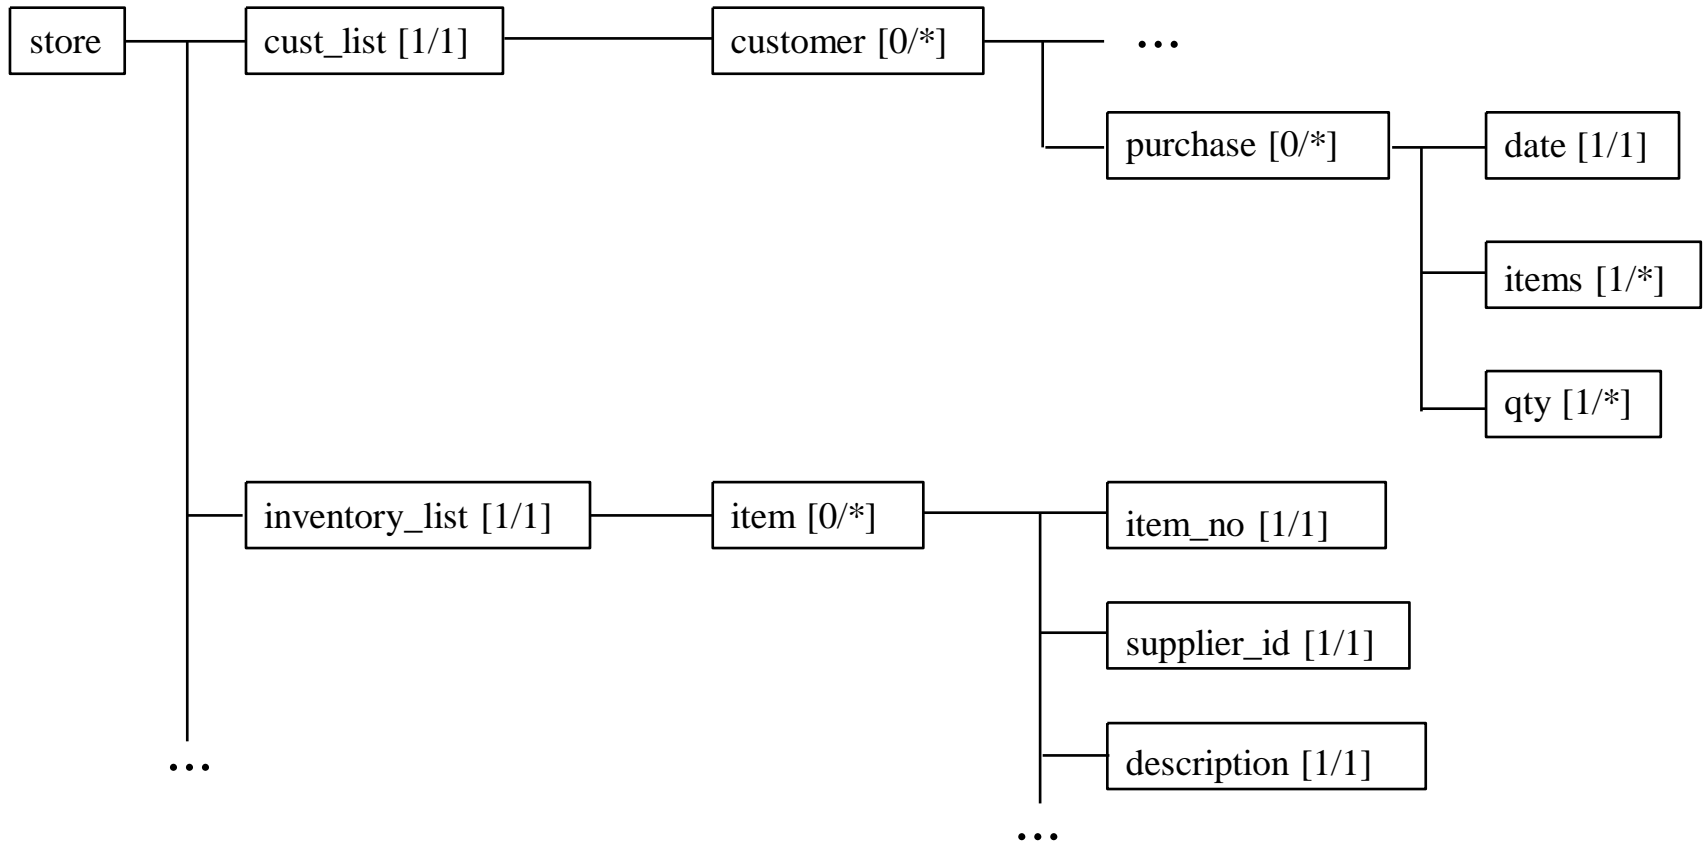 store
cust_list [1/1]
customer [0/*]
...
purchase [0/*]
date [1/1]
items [1/*]
qty [1/*]
inventory_list [1/1]
item [0/*]
item_no [1/1]
supplier_id [1/1]
description [1/1]
...
...